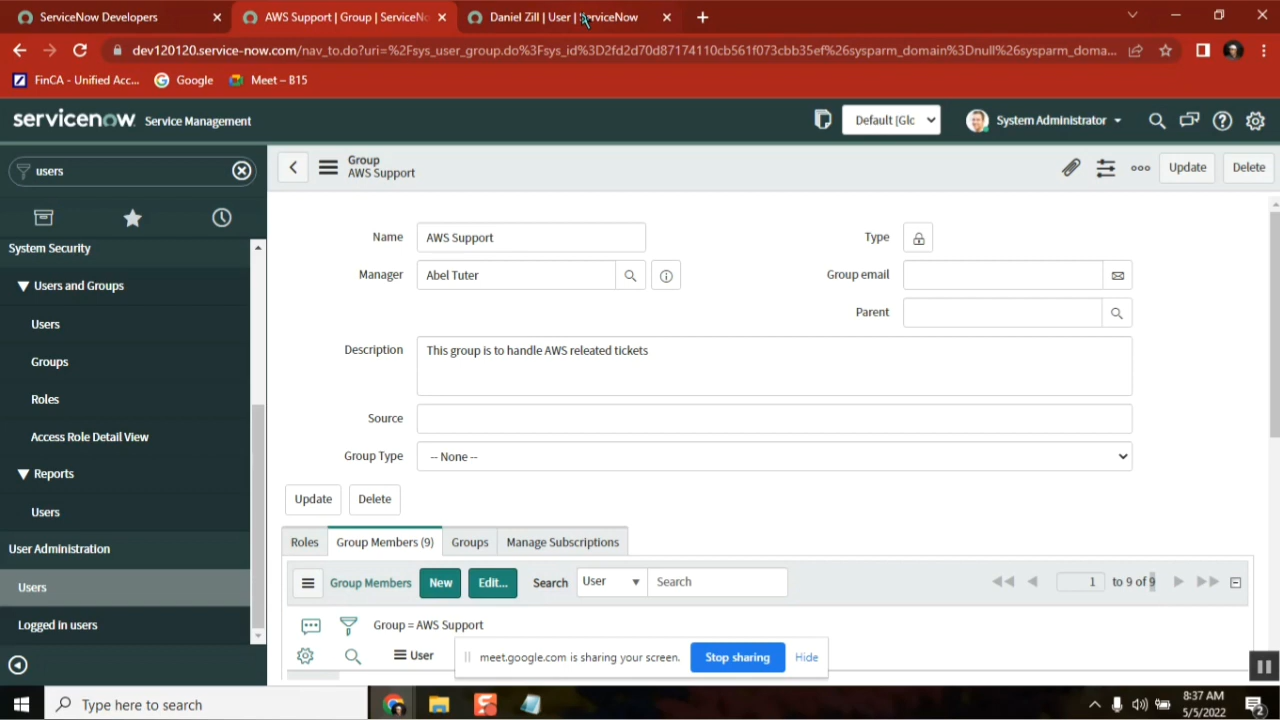 ServiceNow Developers
AWS Support | Group | ServiceNo
Daniel Zill | User | ServiceNow
dev120120.service-now.com/nav_to.do?uri=%2Fsys_user_group.do%3Fsys_id%3D2fd2d70d87174110cb561f073cbb35ef%26sysparm_domain%3Dnull%26sysparm_doma...
FinCA - Unified Acc...
Google
Meet – B15
servicenow Service Management
Default [Glc
System Administrator
users
Group
AWS Support
Update
Delete
System Security
Users and Groups
Users
Groups
Roles
Access Role Detail View
Reports
Users
User Administration
Users
Logged in users
Name
AWS Support
Type
Manager
Abel Tuter
Group email
Parent
Description
This group is to handle AWS releated tickets
Source
Group Type
-- None --
Update
Delete
Roles
Group Members (9)
Groups
Manage Subscriptions
Group Members
New
Edit...
Search
User
Search
1 to 9 of 9
Group = AWS Support
User
meet.google.com is sharing your screen.
Stop sharing
Hide
Type here to search
8:37 AM
5/5/2022
2